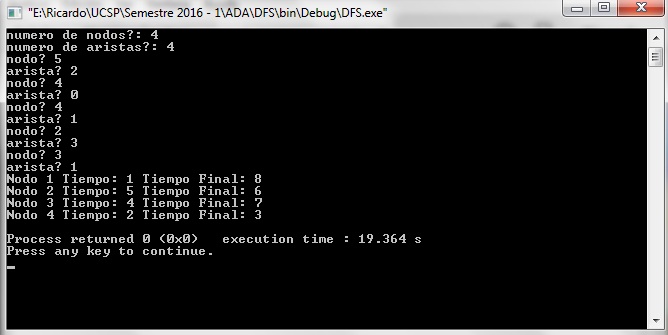 "E:\Ricardo\UCSP\Semestre 2016 - 1\ADA\DFS\bin\Debug\DFS.exe"
numero de nodos?: 4
numero de aristas?: 4
nodo? 5
arista? 2
nodo? 4
arista? 0
nodo? 4
arista? 1
nodo? 2
arista? 3
nodo? 3
arista? 1
Nodo 1 Tiempo: 1 Tiempo Final: 8
Nodo 2 Tiempo: 5 Tiempo Final: 6
Nodo 3 Tiempo: 4 Tiempo Final: 7
Nodo 4 Tiempo: 2 Tiempo Final: 3
Process returned 0 (0x0)   execution time : 19.364 s
Press any key to continue.